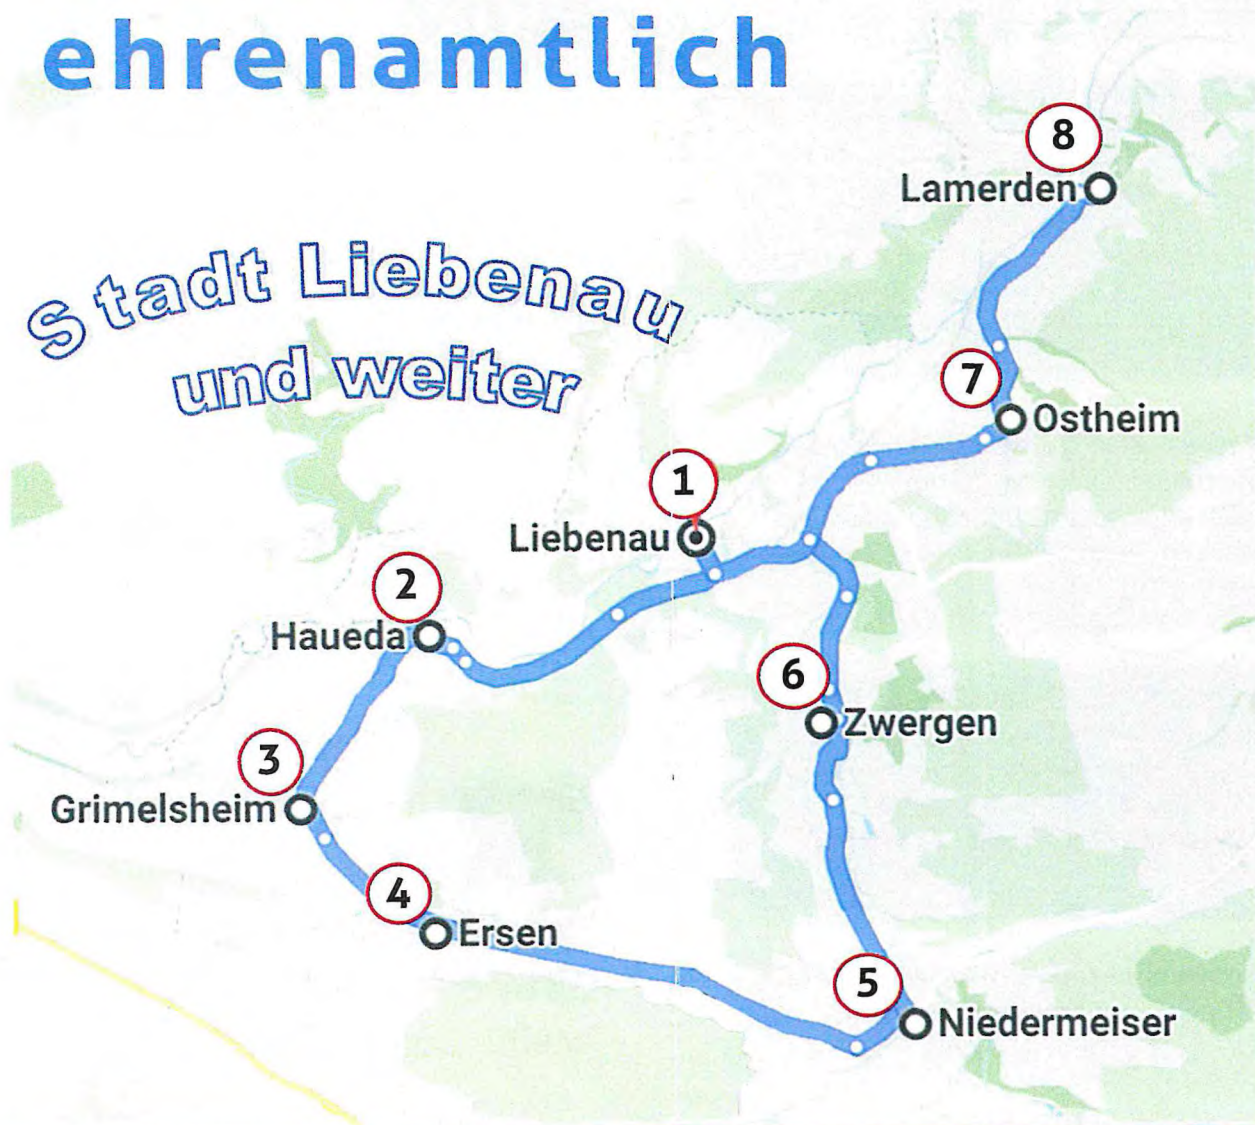 ehrenamtlich
Stadt Liebenau
und weiter
8
Lamerden
7
Ostheim
1
Liebenau
2
Haueda
6
Zwergen
3
Grimelsheim
4
Ersen
5
Niedermeiser